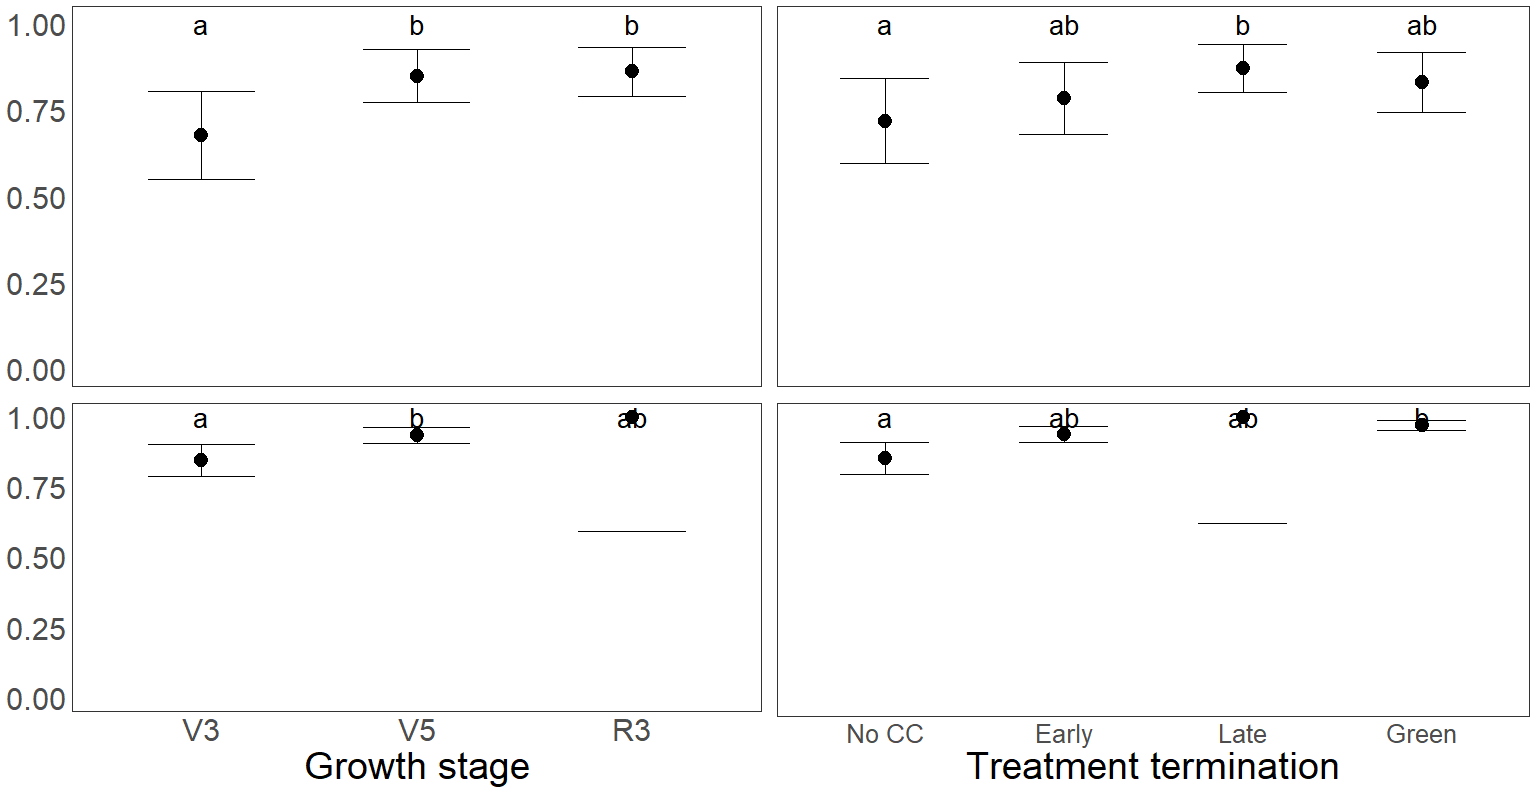 1.00
0.75
0.50
0.25
0.00
a b b
a ab b ab
1.00
0.75
0.50
0.25
0.00
a b ab
a ab ab b
V3 V5 R3
Growth stage
No CC Early Late Green
Treatment termination